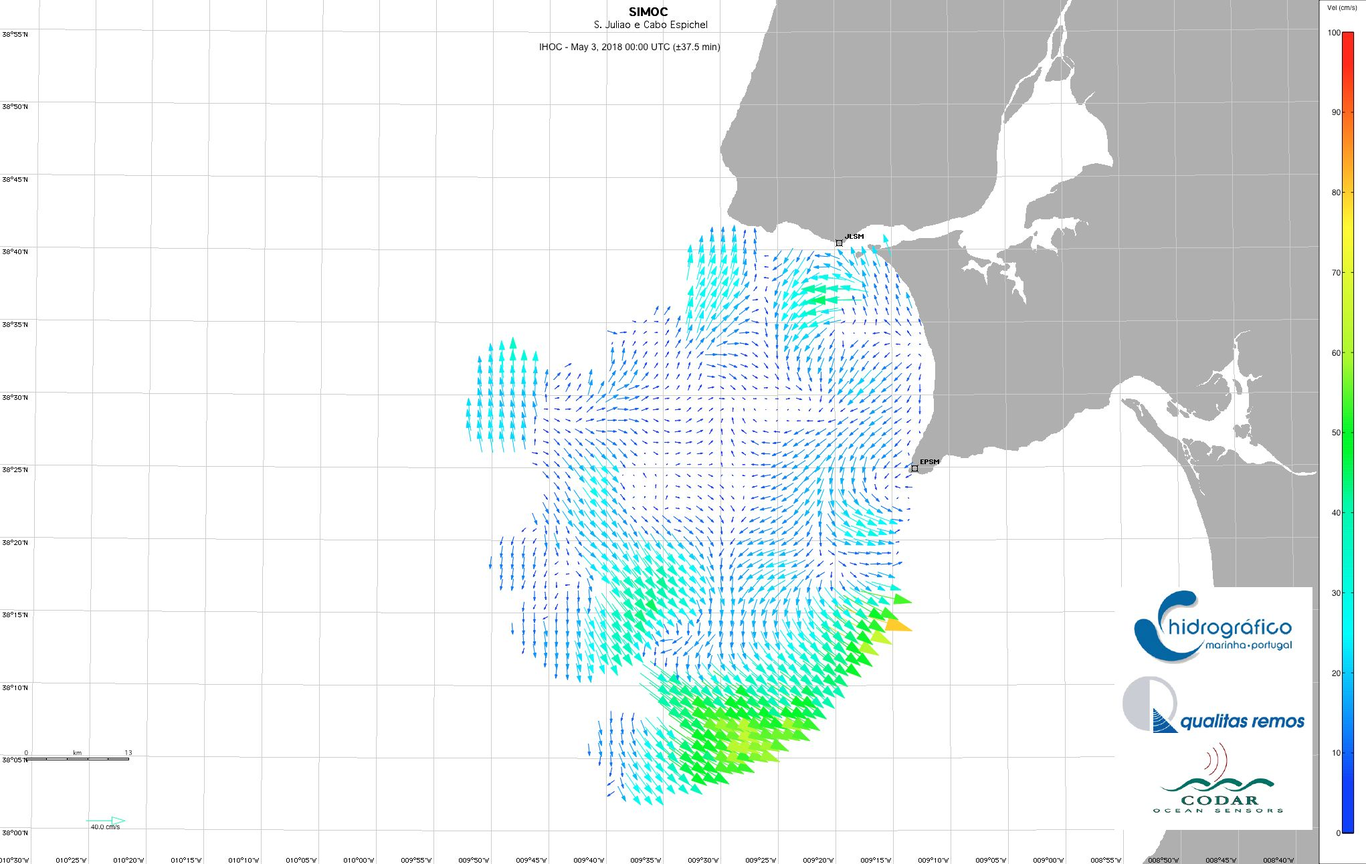 SIMOC
S. Juliao e Cabo Espichel
IHOC - May 3, 2018 00:00 UTC (±37.5 min)
Vel (cm/s)
100
90
80
70
60
50
40
30
20
10
0
38°55'N
38°50'N
38°45'N
38°40'N
38°35'N
38°30'N
38°25'N
38°20'N
38°15'N
38°10'N
38°05'N
38°00'N
JLSM
EPSM
hidrográfico
marinha•portugal
qualitas remos
CODAR
OCEAN SENSORS
0 km 13
40.0 cm/s
010°30'W 010°25'W 010°20'W 010°15'W 010°10'W 010°05'W 010°00'W 009°55'W 009°50'W 009°45'W 009°40'W 009°35'W 009°30'W 009°25'W 009°20'W 009°15'W 009°10'W 009°05'W 009°00'W 008°55'W 008°50'W 008°45'W 008°40'W